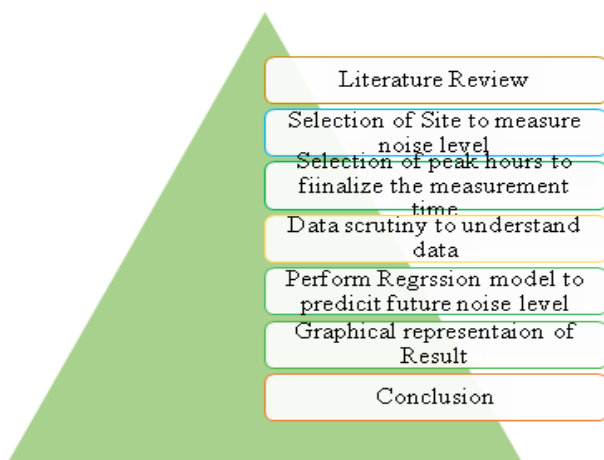 Literature Review
Selection of Site to measure
noise level
Selection of peak hours to
fiinalize the measurement
time
Data scrutiny to understand
data
Perform Regrssion model to
predicit future noise level
Graphical representaion of
Result
Conclusion